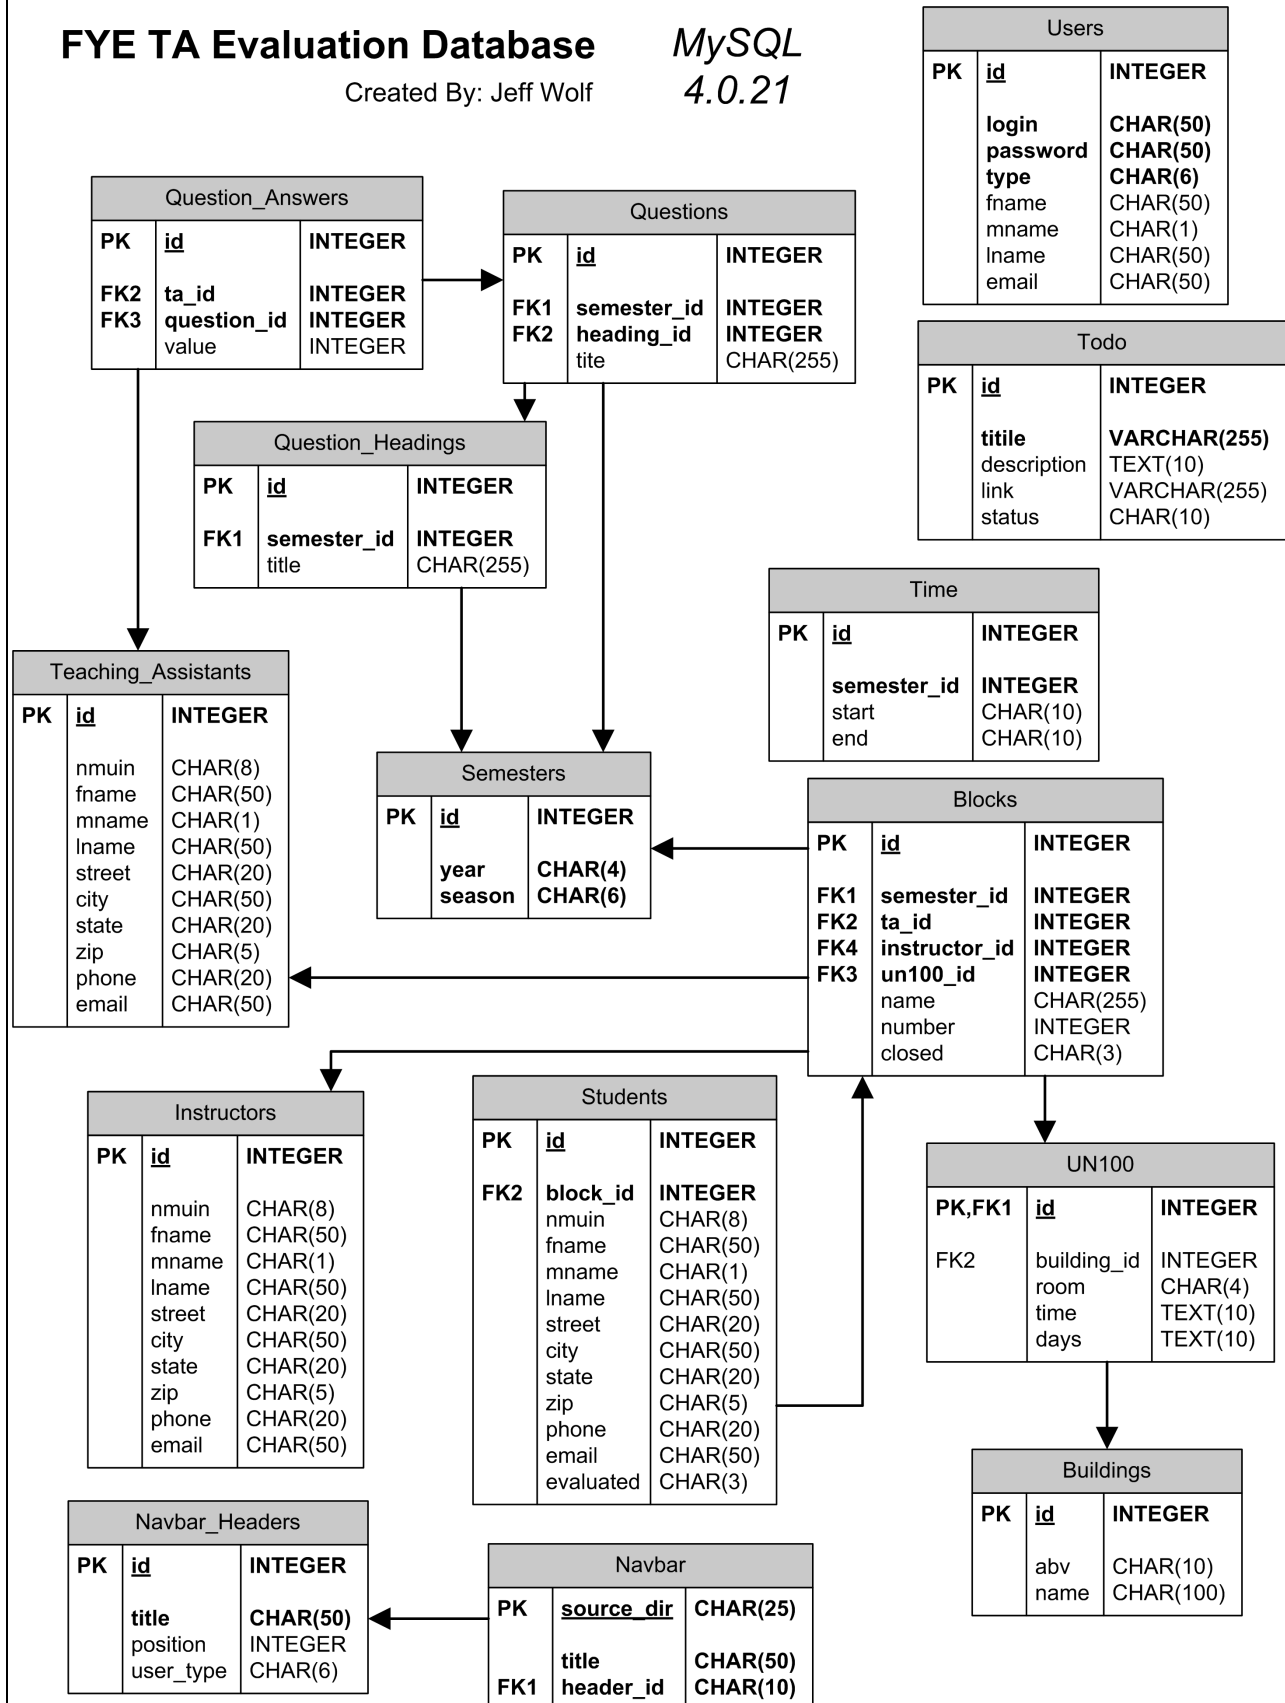 FYE TA Evaluation Database
Created By: Jeff Wolf
MySQL
4.0.21
Users
PK id INTEGER
login CHAR(50)
password CHAR(50)
type CHAR(6)
fname CHAR(50)
mname CHAR(1)
lname CHAR(50)
email CHAR(50)
Question_Answers
PK id INTEGER
FK2 ta_id INTEGER
FK3 question_id INTEGER
value INTEGER
Questions
PK id INTEGER
FK1 semester_id INTEGER
FK2 heading_id INTEGER
tite CHAR(255)
Todo
PK id INTEGER
titile VARCHAR(255)
description TEXT(10)
link VARCHAR(255)
status CHAR(10)
Question_Headings
PK id INTEGER
FK1 semester_id INTEGER
title CHAR(255)
Time
PK id INTEGER
semester_id INTEGER
start CHAR(10)
end CHAR(10)
Teaching_Assistants
PK id INTEGER
nmuin CHAR(8)
fname CHAR(50)
mname CHAR(1)
lname CHAR(50)
street CHAR(20)
city CHAR(50)
state CHAR(20)
zip CHAR(5)
phone CHAR(20)
email CHAR(50)
Semesters
PK id INTEGER
year CHAR(4)
season CHAR(6)
Blocks
PK id INTEGER
FK1 semester_id INTEGER
FK2 ta_id INTEGER
FK4 instructor_id INTEGER
FK3 un100_id INTEGER
name CHAR(255)
number INTEGER
closed CHAR(3)
Instructors
PK id INTEGER
nmuin CHAR(8)
fname CHAR(50)
mname CHAR(1)
lname CHAR(50)
street CHAR(20)
city CHAR(50)
state CHAR(20)
zip CHAR(5)
phone CHAR(20)
email CHAR(50)
Students
PK id INTEGER
FK2 block_id INTEGER
nmuin CHAR(8)
fname CHAR(50)
mname CHAR(1)
lname CHAR(50)
street CHAR(20)
city CHAR(50)
state CHAR(20)
zip CHAR(5)
phone CHAR(20)
email CHAR(50)
evaluated CHAR(3)
UN100
PK,FK1 id INTEGER
FK2 building_id INTEGER
room CHAR(4)
time TEXT(10)
days TEXT(10)
Buildings
PK id INTEGER
abv CHAR(10)
name CHAR(100)
Navbar_Headers
PK id INTEGER
title CHAR(50)
position INTEGER
user_type CHAR(6)
Navbar
PK source_dir CHAR(25)
title CHAR(50)
FK1 header_id CHAR(10)